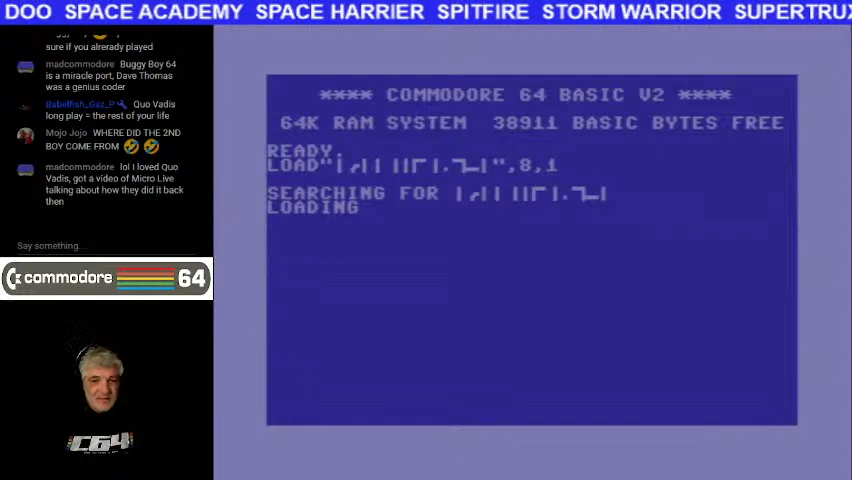 DOO SPACE ACADEMY SPACE HARRIER SPITFIRE STORM WARRIOR SUPERTRUX
sure if you alrerady played
madcommodore Buggy Boy 64
is a miracle port, Dave Thomas
was a genius coder
Babelfish_Gaz_P Quo Vadis
long play = the rest of your life
Mojo Jojo WHERE DID THE 2ND
BOY COME FROM 🤣 🤣
madcommodore lol I loved Quo
Vadis, got a video of Micro Live
talking about how they did it back
then
Say something....
commodore 64
C64
**** COMMODORE 64 BASIC V2 ****
64K RAM SYSTEM 38911 BASIC BYTES FREE
READY.
LOAD" ",8,1
SEARCHING FOR
LOADING